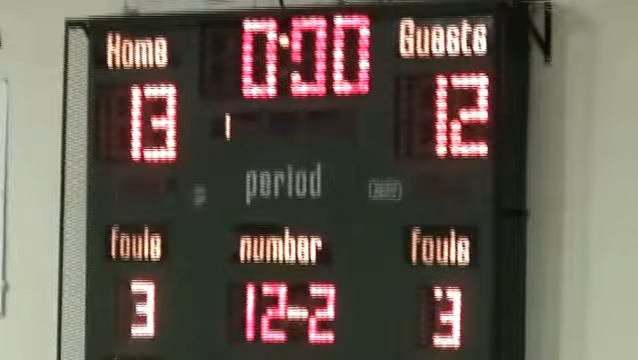 Home 0:00 Guests
13 12
period
fouls number fouls
3 12-2 3